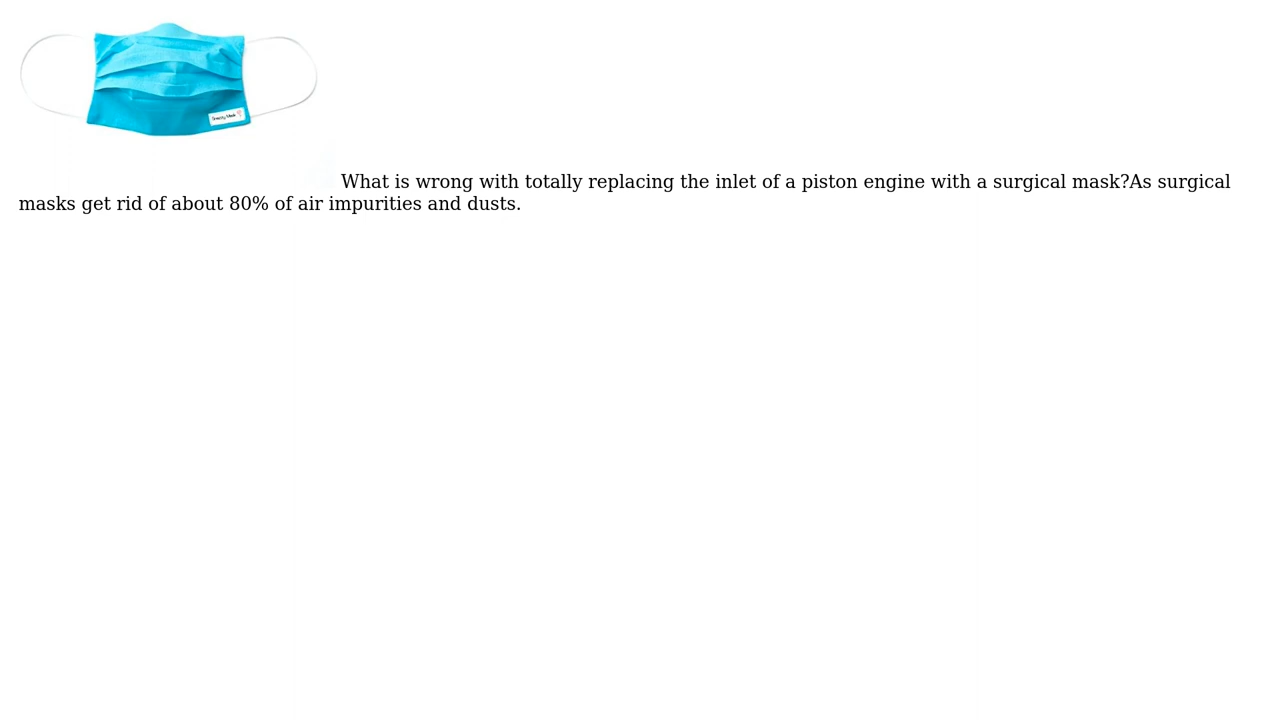 What is wrong with totally replacing the inlet of a piston engine with a surgical mask?As surgical
masks get rid of about 80% of air impurities and dusts.